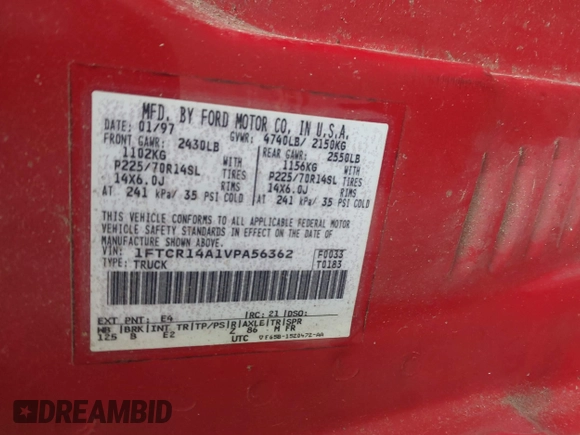 MFD. BY FORD MOTOR CO. IN U.S.A.
DATE: 01/97 GVWR: 4740LB/ 2150KG
FRONT GAWR: 2430LB REAR GAWR: 2550LB
1102KG WITH 1156KG WITH
P225/70R14SL TIRES P225/70R14SL TIRES
14X6.0J RIMS 14X6.0J RIMS
AT 241 kPa/ 35 PSI COLD AT 241 kPa/ 35 PSI COLD
THIS VEHICLE CONFORMS TO ALL APPLICABLE FEDERAL MOTOR
VEHICLE SAFETY STANDARDS IN EFFECT ON THE DATE OF
MANUFACTURE SHOWN ABOVE.
VIN: 1FTCR14A1VPA56362 F0033
TYPE: TRUCK T0183
EXT PNT: E4 RC: 21 DSO:
WB BRK INT TR TP/PS R AXLE TR SPR
125 8 E2 Z 86 M FR
UTC
DREAMBID